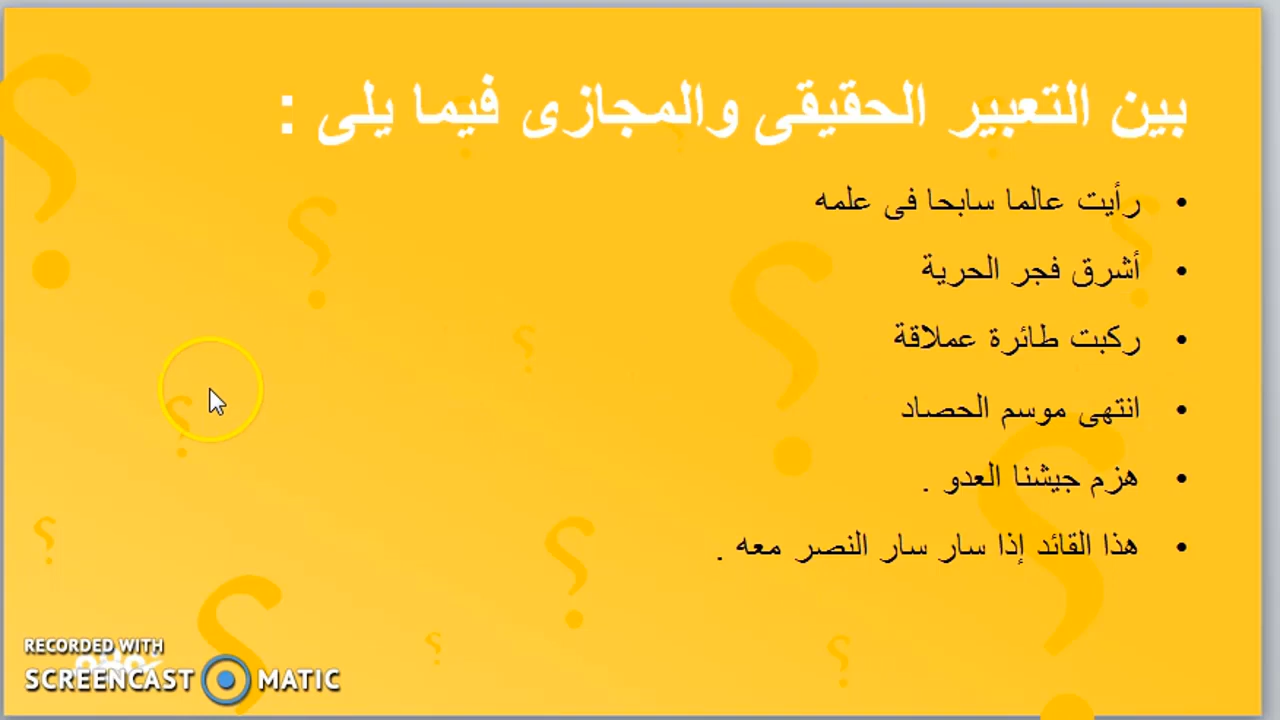 بين التعبير الحقيقى والمجازى فيما يلى :
• رأيت عالما سابحا فى علمه
• أشرق فجر الحرية
• ركبت طائرة عملاقة
• انتهى موسم الحصاد
• هزم جيشنا العدو .
• هذا القائد إذا سار سار النصر معه .
RECORDED WITH
SCREENCAST MATIC